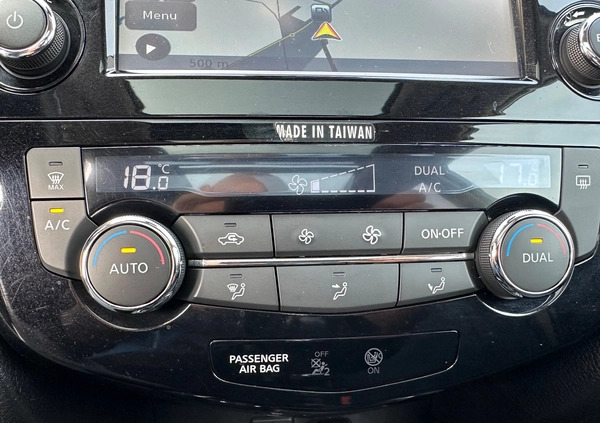 Menu
500 m
MADE IN TAIWAN
18.0 °C
DUAL
A/C
17.0
MAX
A/C
AUTO
ON·OFF
DUAL
PASSENGER
AIR BAG
OFF
2
ON